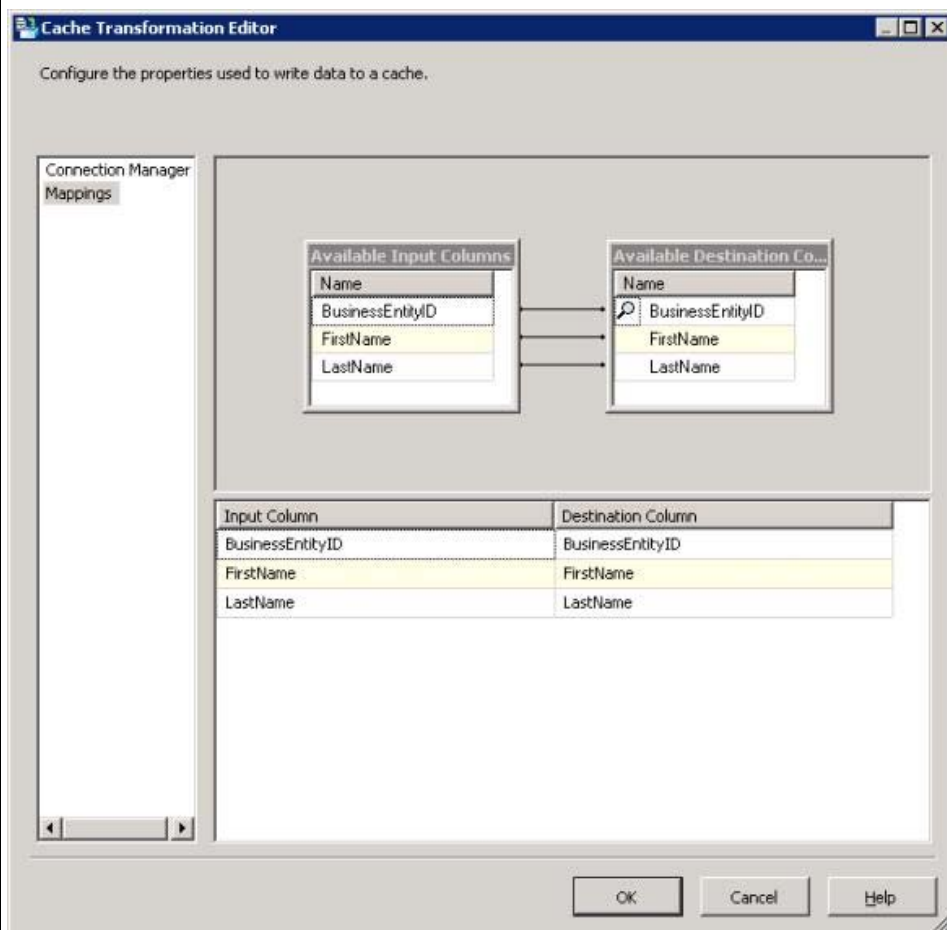 Cache Transformation Editor
Configure the properties used to write data to a cache.
Connection Manager
Mappings
Available Input Columns
Name
BusinessEntityID
FirstName
LastName
Available Destination Co...
Name
BusinessEntityID
FirstName
LastName
Input Column Destination Column
BusinessEntityID BusinessEntityID
FirstName FirstName
LastName LastName
OK Cancel Help